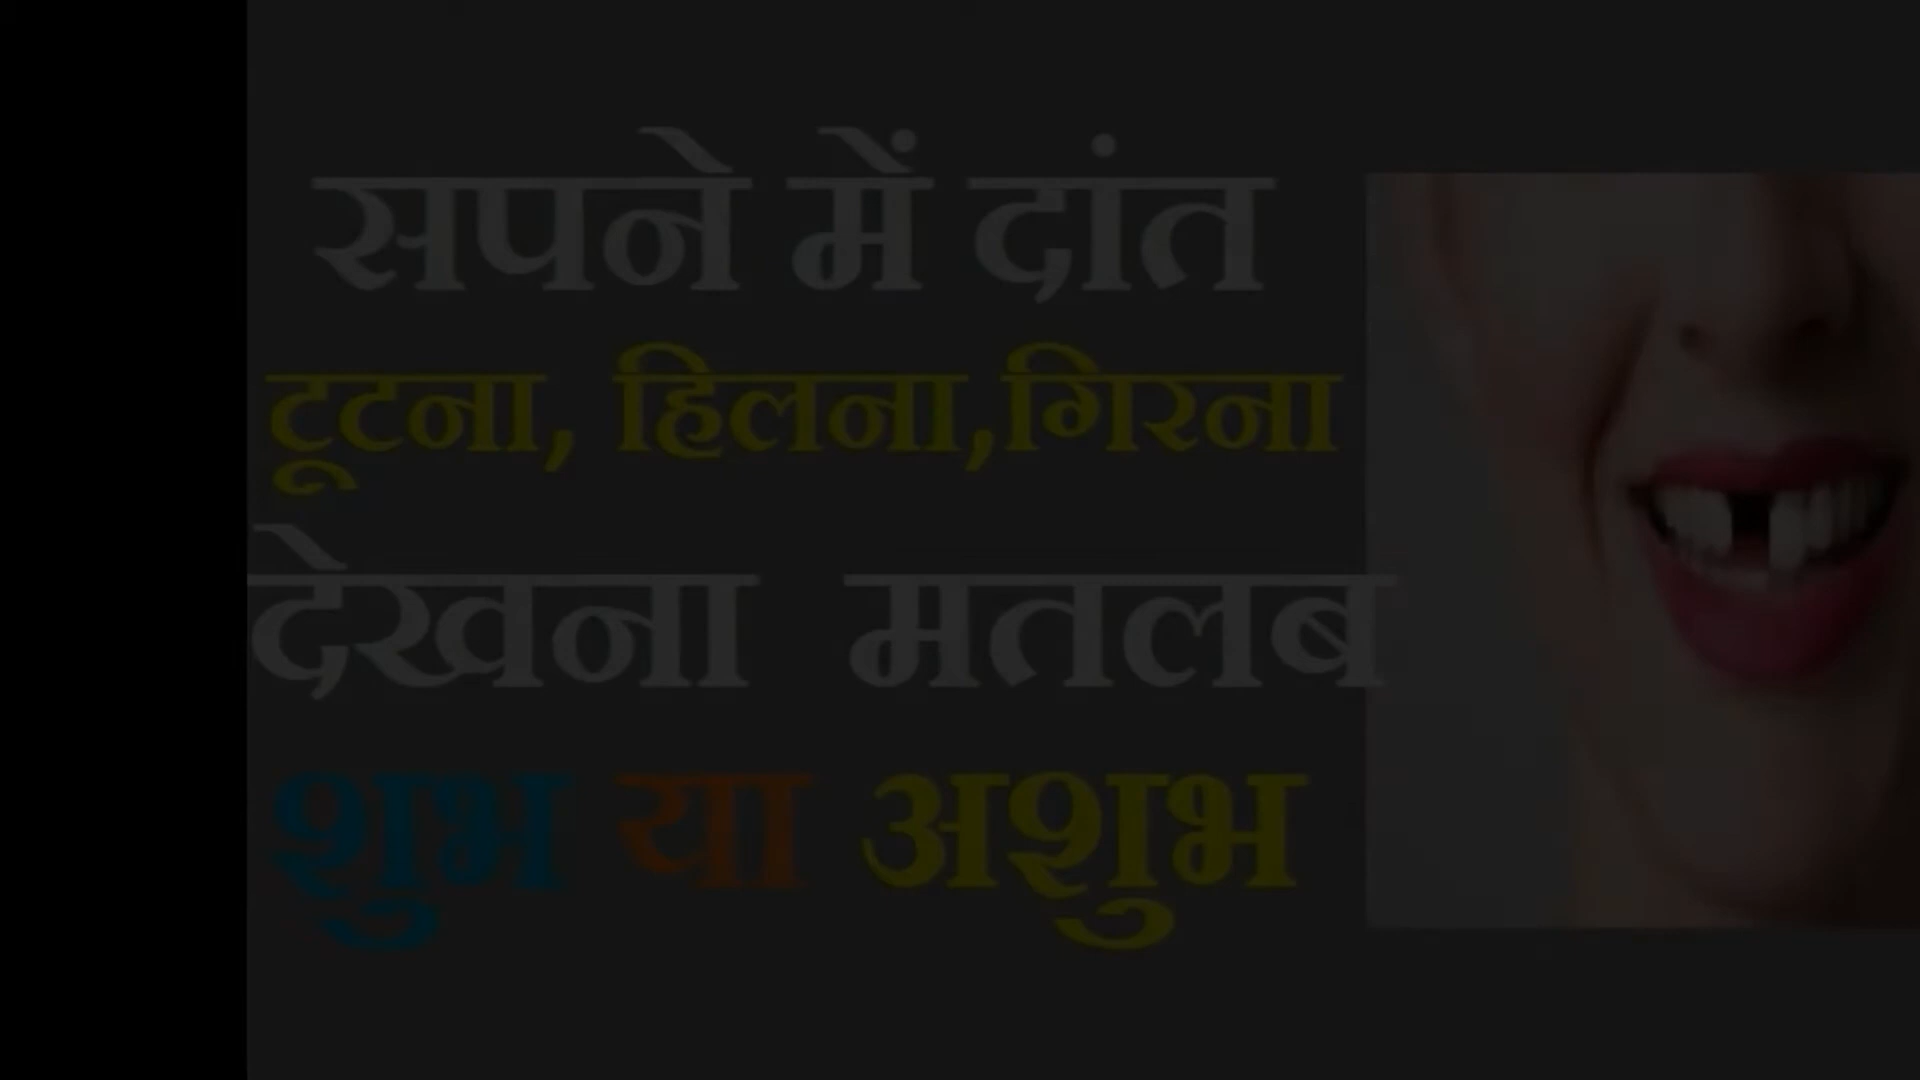 सपने में दांत
टूटना, हिलना,गिरना
देखना मतलब
शुभ या अशुभ